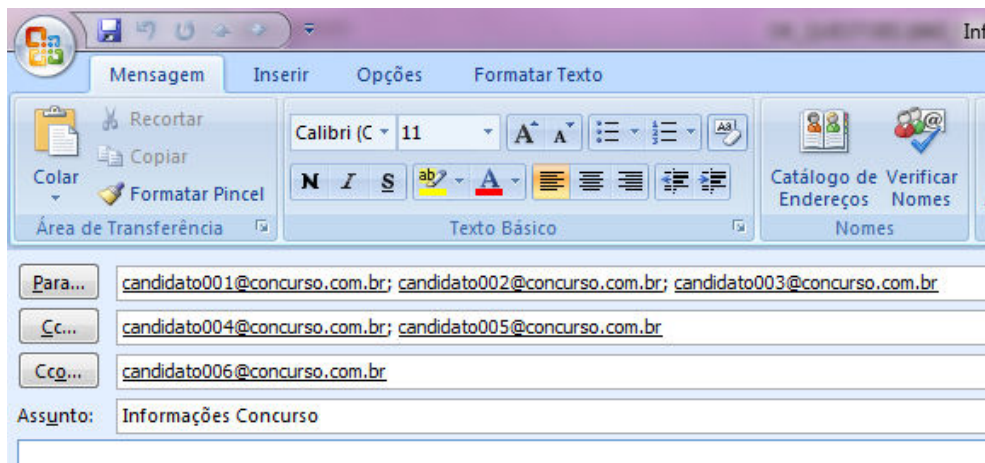 Inf
Mensagem Inserir Opções Formatar Texto
Colar
Recortar
Copiar
Formatar Pincel
Área de Transferência
Calibri (C 11
N I S
Texto Básico
Catálogo de Endereços
Verificar Nomes
Nomes
Para... candidato001@concurso.com.br; candidato002@concurso.com.br; candidato003@concurso.com.br
Cc... candidato004@concurso.com.br; candidato005@concurso.com.br
Cco... candidato006@concurso.com.br
Assunto: Informações Concurso